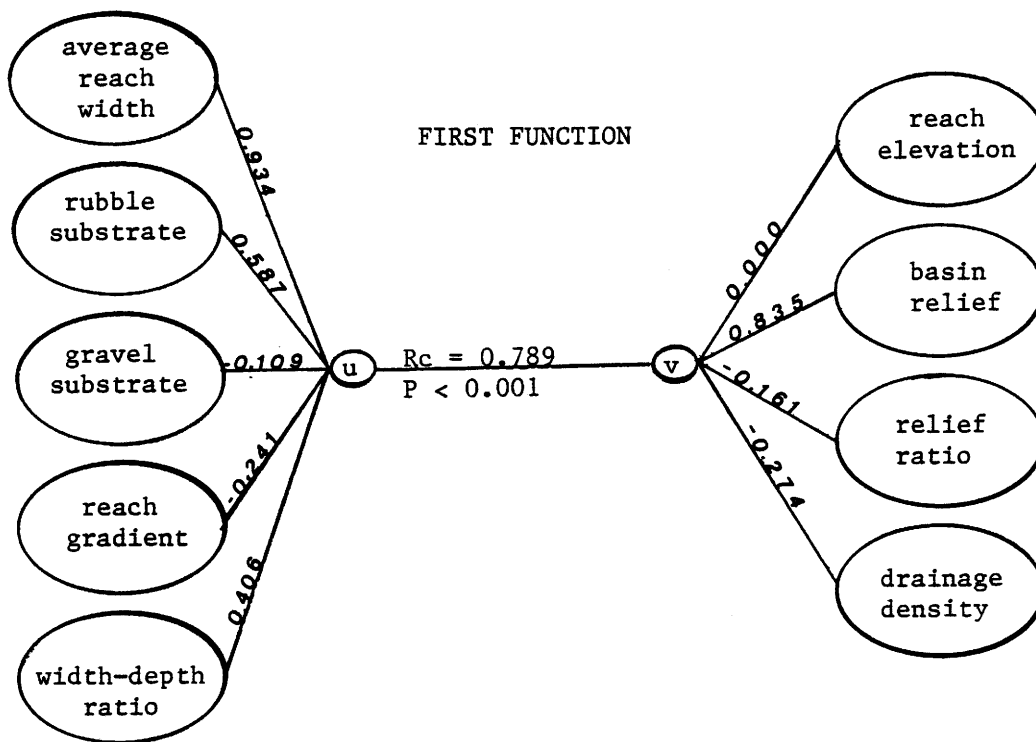 average
reach
width
0.934
rubble
substrate
0.587
gravel
substrate
-0.109
reach
gradient
-0.241
width-depth
ratio
0.406
FIRST FUNCTION
u
Rc = 0.789
P < 0.001
v
reach
elevation
0.000
basin
relief
0.835
relief
ratio
-0.161
drainage
density
-0.274